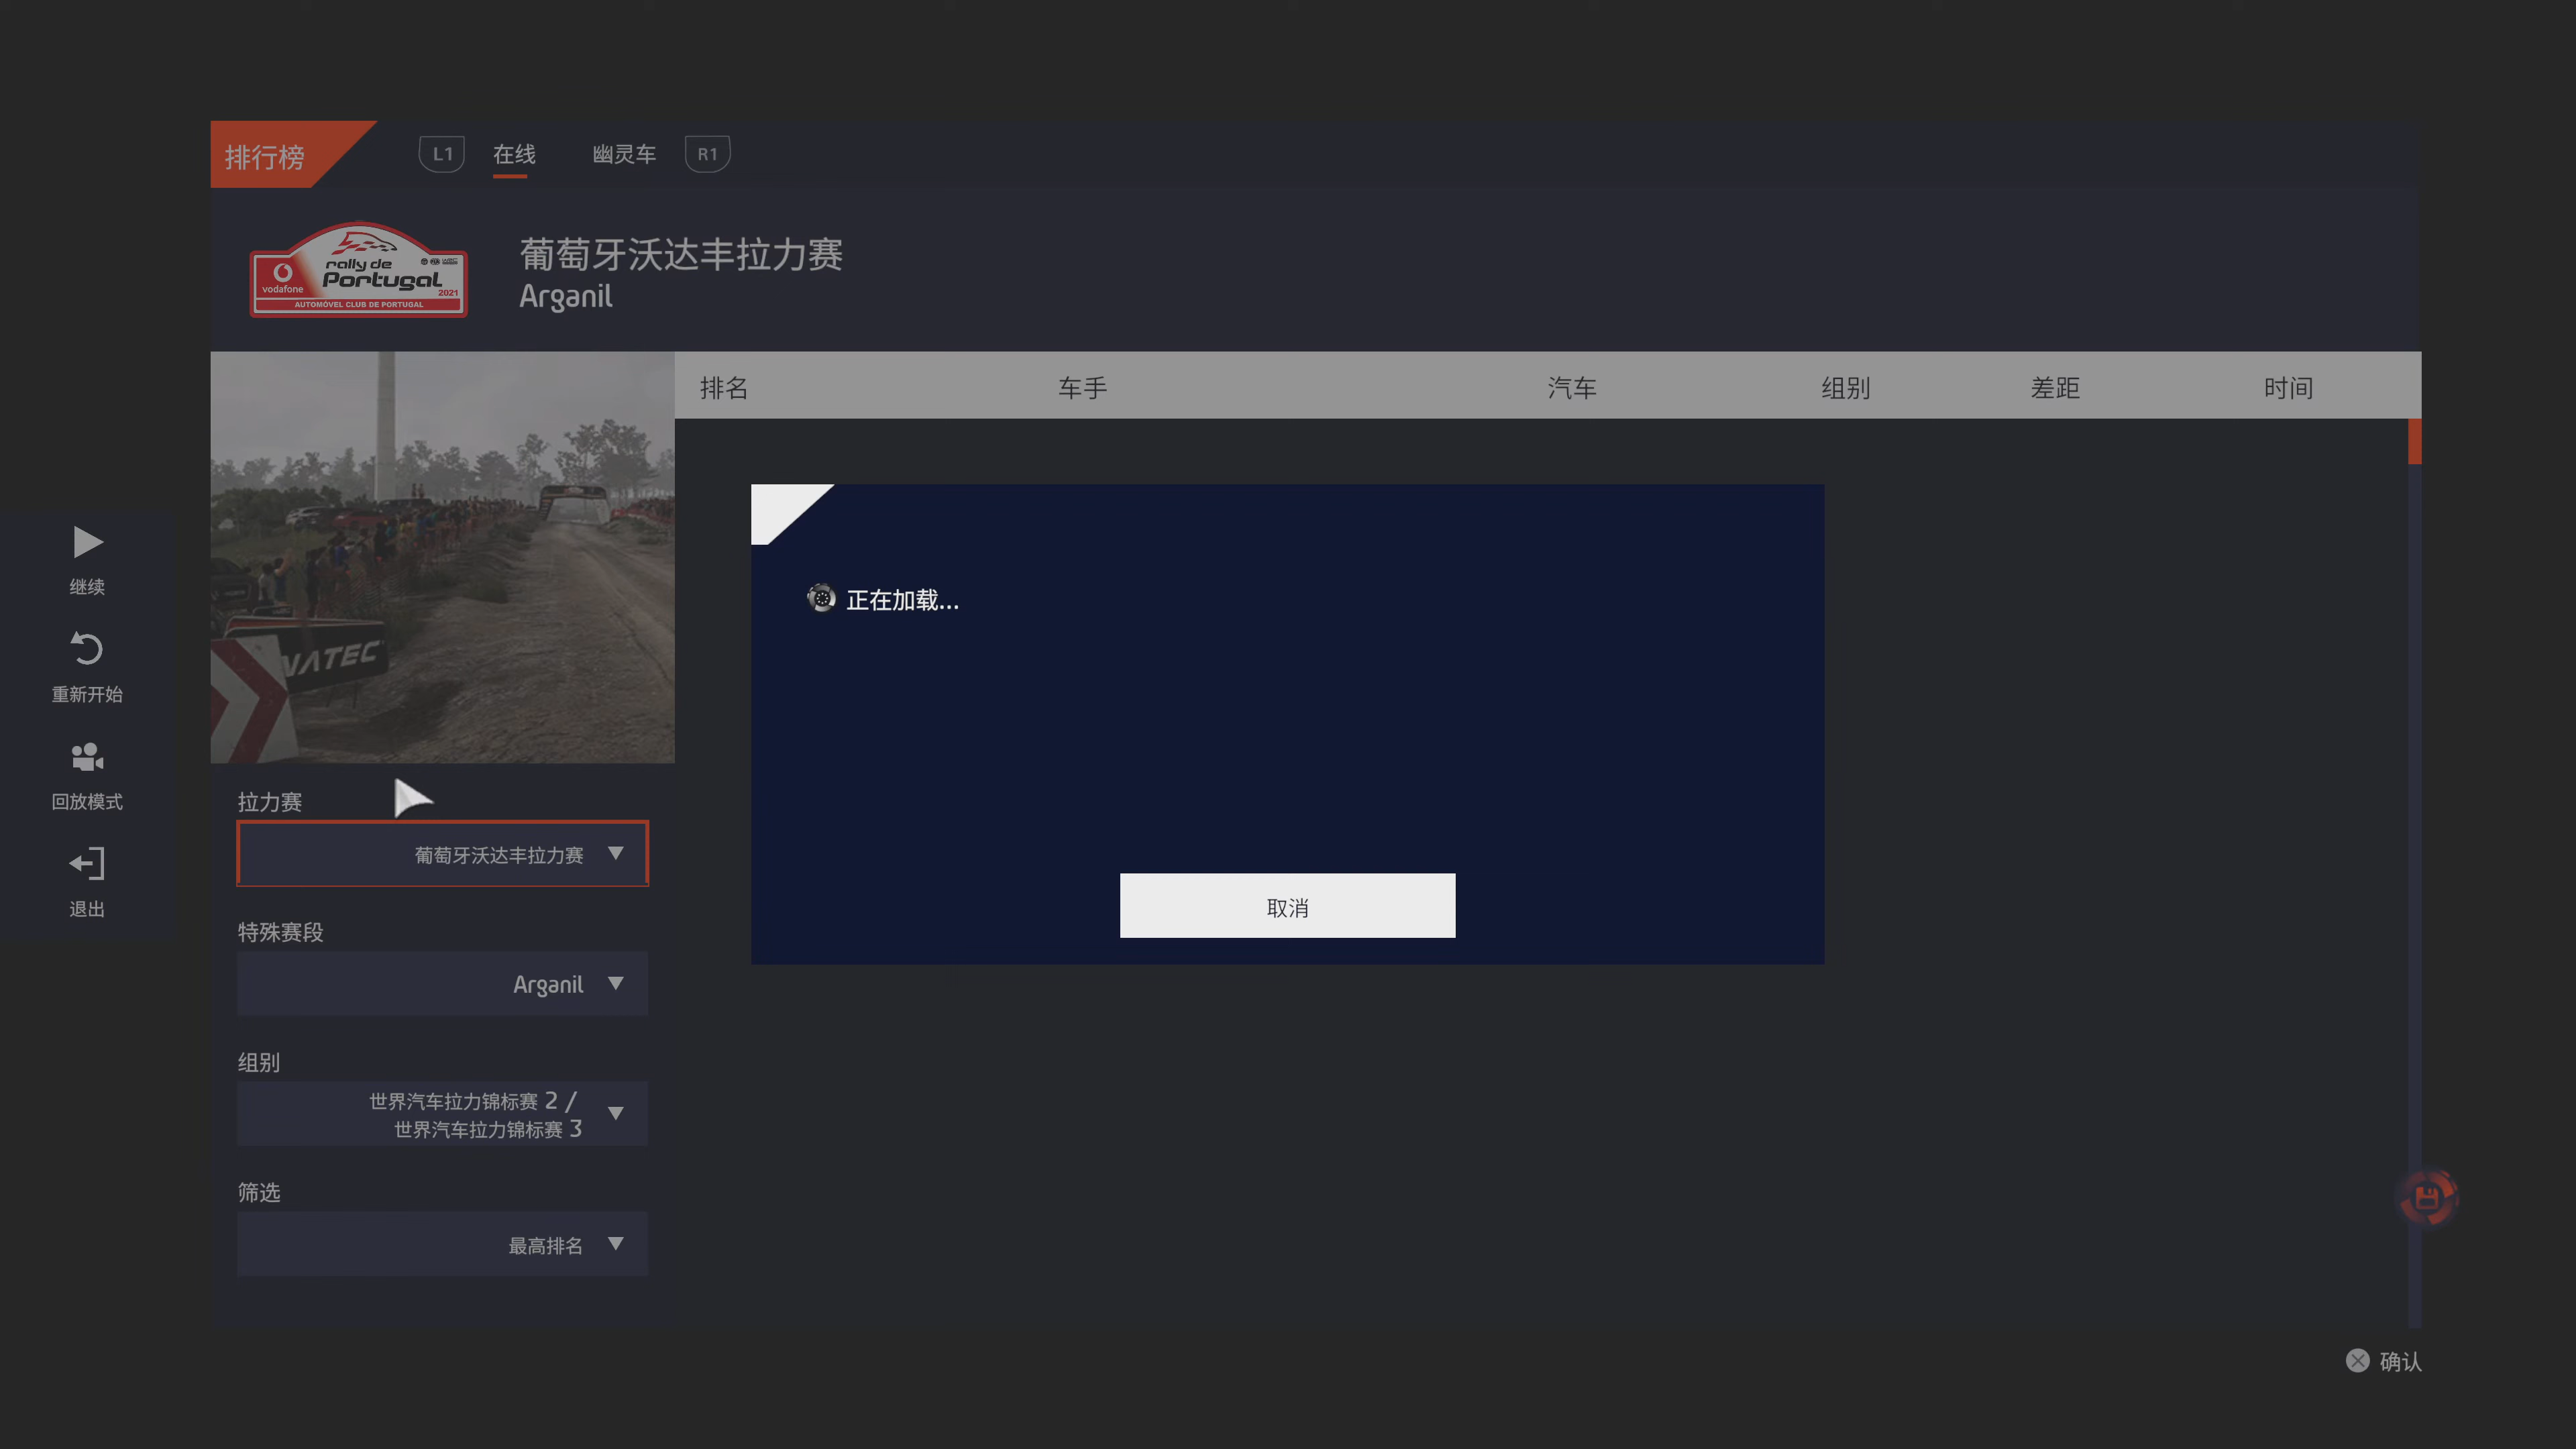 排行榜
L1
在线
幽灵车
R1
rally de
Portugal
2021
vodafone
AUTOMÓVEL CLUB DE PORTUGAL
葡萄牙沃达丰拉力赛
Arganil
排名
车手
汽车
组别
差距
时间
继续
重新开始
回放模式
退出
NATEC
正在加载...
取消
拉力赛
葡萄牙沃达丰拉力赛
特殊赛段
Arganil
组别
世界汽车拉力锦标赛 2 /
世界汽车拉力锦标赛 3
筛选
最高排名
确认